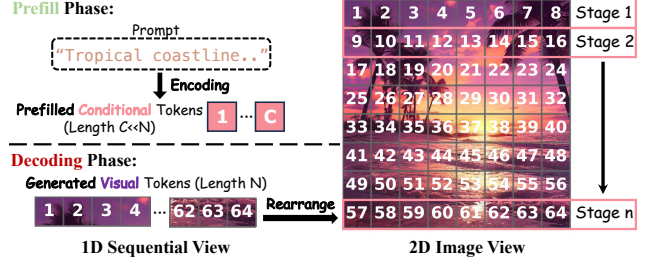 Prefill Phase:
Prompt
“Tropical coastline..”
Encoding
Prefilled Conditional Tokens
(Length C<<N)
1 ... C
Decoding Phase:
Generated Visual Tokens (Length N)
1 2 3 4 ... 62 63 64
Rearrange
1D Sequential View
1 2 3 4 5 6 7 8 Stage 1
9 10 11 12 13 14 15 16 Stage 2
17 18 19 20 21 22 23 24
25 26 27 28 29 30 31 32
33 34 35 36 37 38 39 40
41 42 43 44 45 46 47 48
49 50 51 52 53 54 55 56
57 58 59 60 61 62 63 64 Stage n
2D Image View